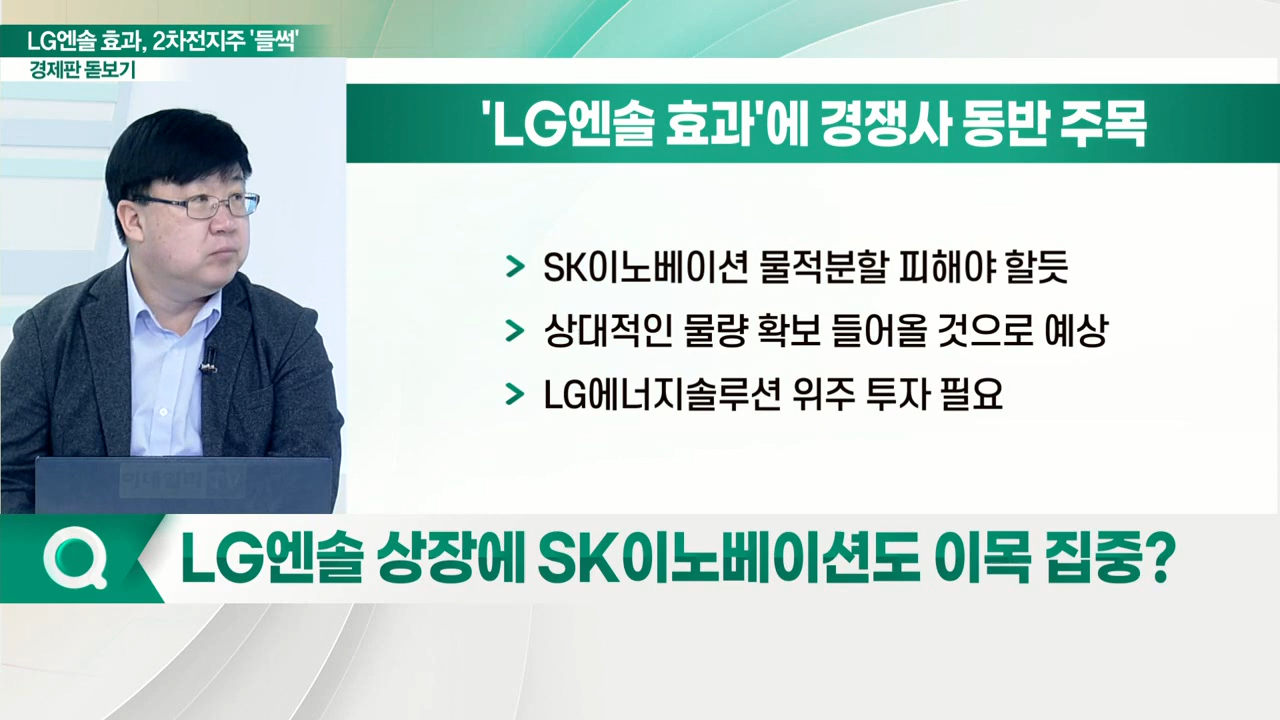 LG엔솔 효과, 2차전지주 '들썩'
경제판 돋보기
'LG엔솔 효과'에 경쟁사 동반 주목
> SK이노베이션 물적분할 피해야 할듯
> 상대적인 물량 확보 들어올 것으로 예상
> LG에너지솔루션 위주 투자 필요
이데일리 TV
LG엔솔 상장에 SK이노베이션도 이목 집중?